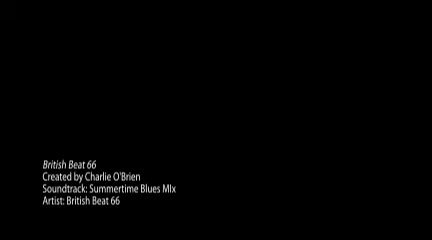 British Beat 66
Created by Charlie O'Brien
Soundtrack: Summertime Blues MIx
Artist: British Beat 66